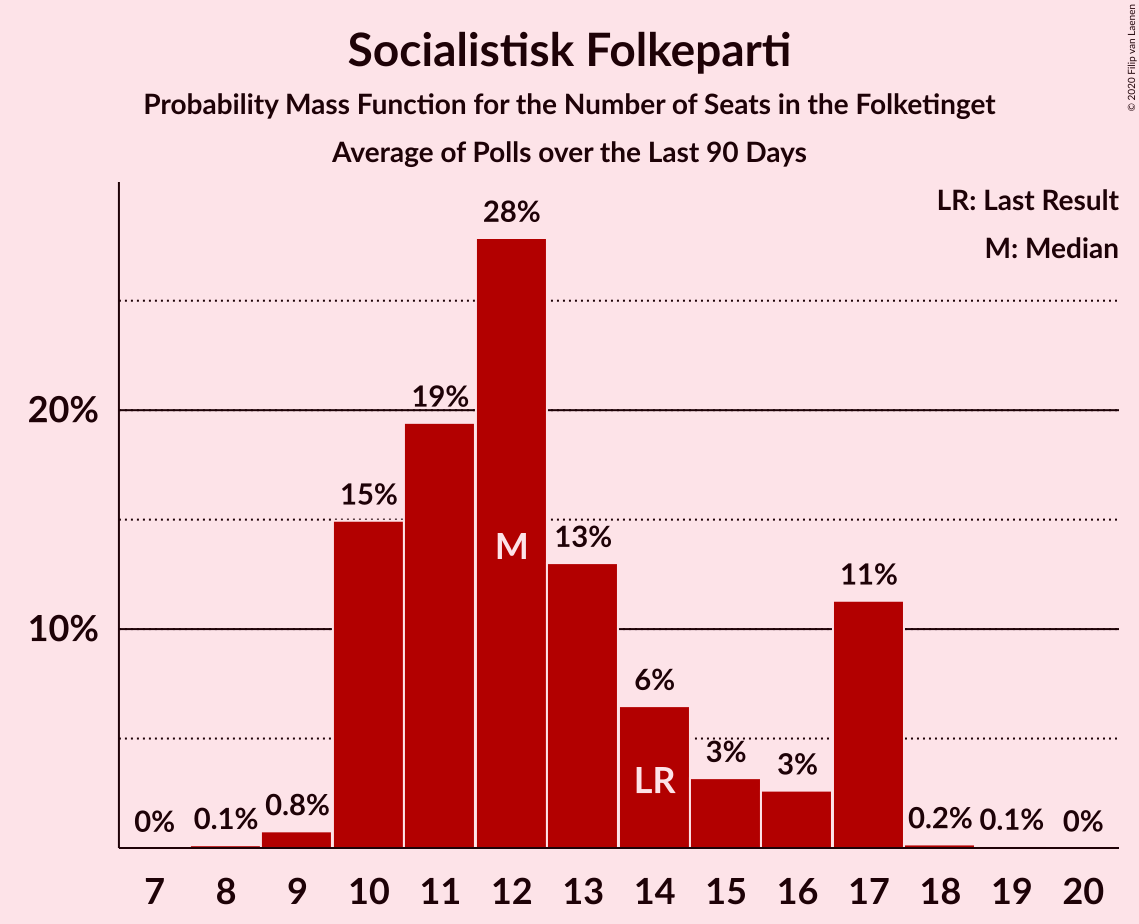 Socialistisk Folkeparti
Probability Mass Function for the Number of Seats in the Folketinget
Average of Polls over the Last 90 Days
© 2020 Filip van Laenen
LR: Last Result
M: Median
28%
20%
19%
15%
M
13%
11%
10%
6%
LR
3%
3%
0%
0.1%
0.8%
0.2%
0.1%
0%
7 8 9 10 11 12 13 14 15 16 17 18 19 20